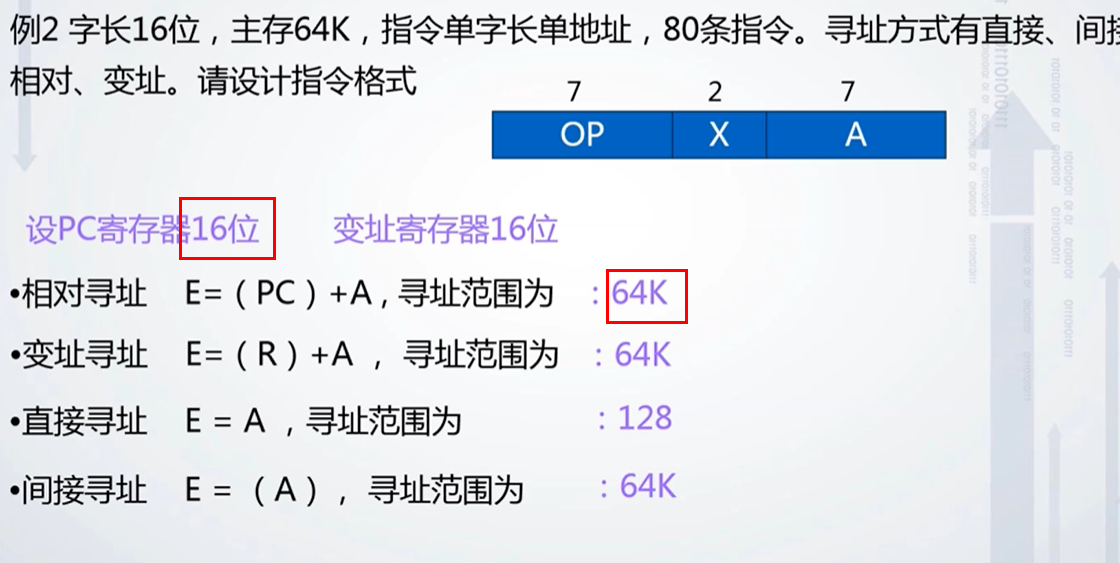 例2 字长16位，主存64K，指令单字长单地址，80条指令。寻址方式有直接、间接
相对、变址。请设计指令格式
7 2 7
OP X A
设PC寄存器16位 变址寄存器16位
•相对寻址 E=（PC）+A , 寻址范围为 : 64K
•变址寻址 E=（R）+A ， 寻址范围为 : 64K
•直接寻址 E = A ，寻址范围为 : 128
•间接寻址 E = （A）， 寻址范围为 : 64K